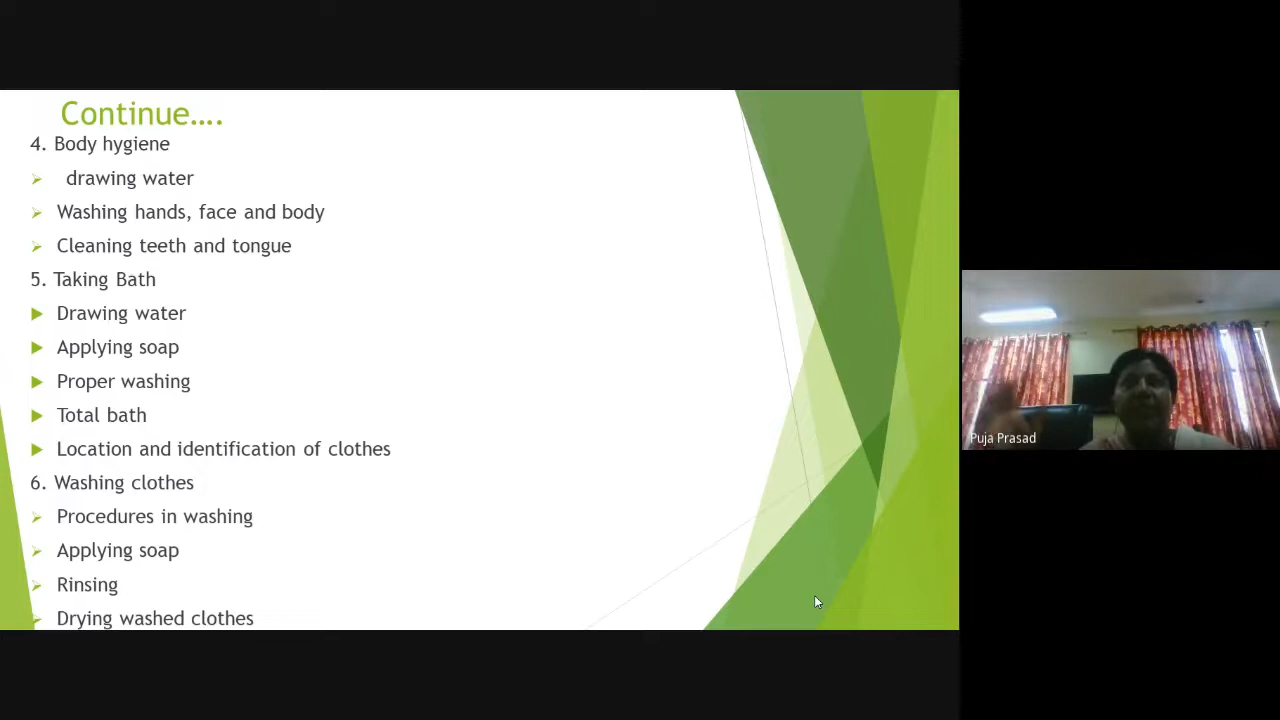 Continue....
4. Body hygiene
drawing water
Washing hands, face and body
Cleaning teeth and tongue
5. Taking Bath
Drawing water
Applying soap
Proper washing
Total bath
Location and identification of clothes
6. Washing clothes
Procedures in washing
Applying soap
Rinsing
Drying washed clothes
Puja Prasad